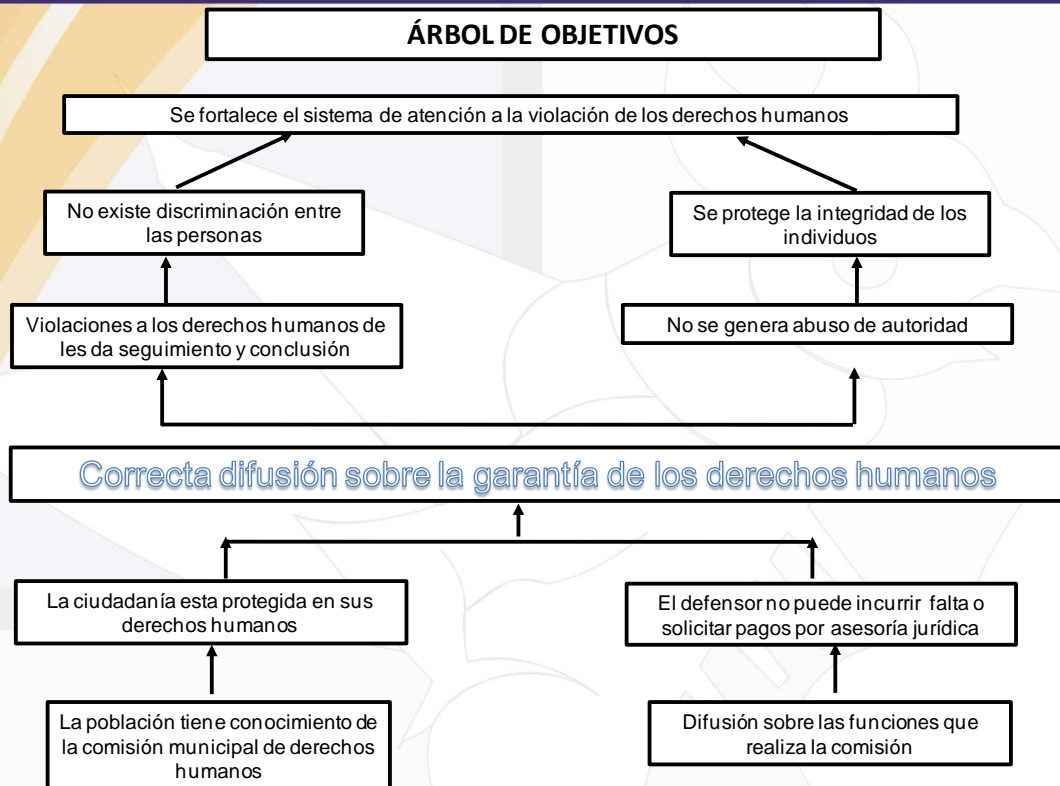 ÁRBOL DE OBJETIVOS
Se fortalece el sistema de atención a la violación de los derechos humanos
No existe discriminación entre
las personas
Se protege la integridad de los
individuos
Violaciones a los derechos humanos de
les da seguimiento y conclusión
No se genera abuso de autoridad
Correcta difusión sobre la garantía de los derechos humanos
La ciudadanía esta protegida en sus
derechos humanos
El defensor no puede incurrir falta o
solicitar pagos por asesoría jurídica
La población tiene conocimiento de
la comisión municipal de derechos
humanos
Difusión sobre las funciones que
realiza la comisión